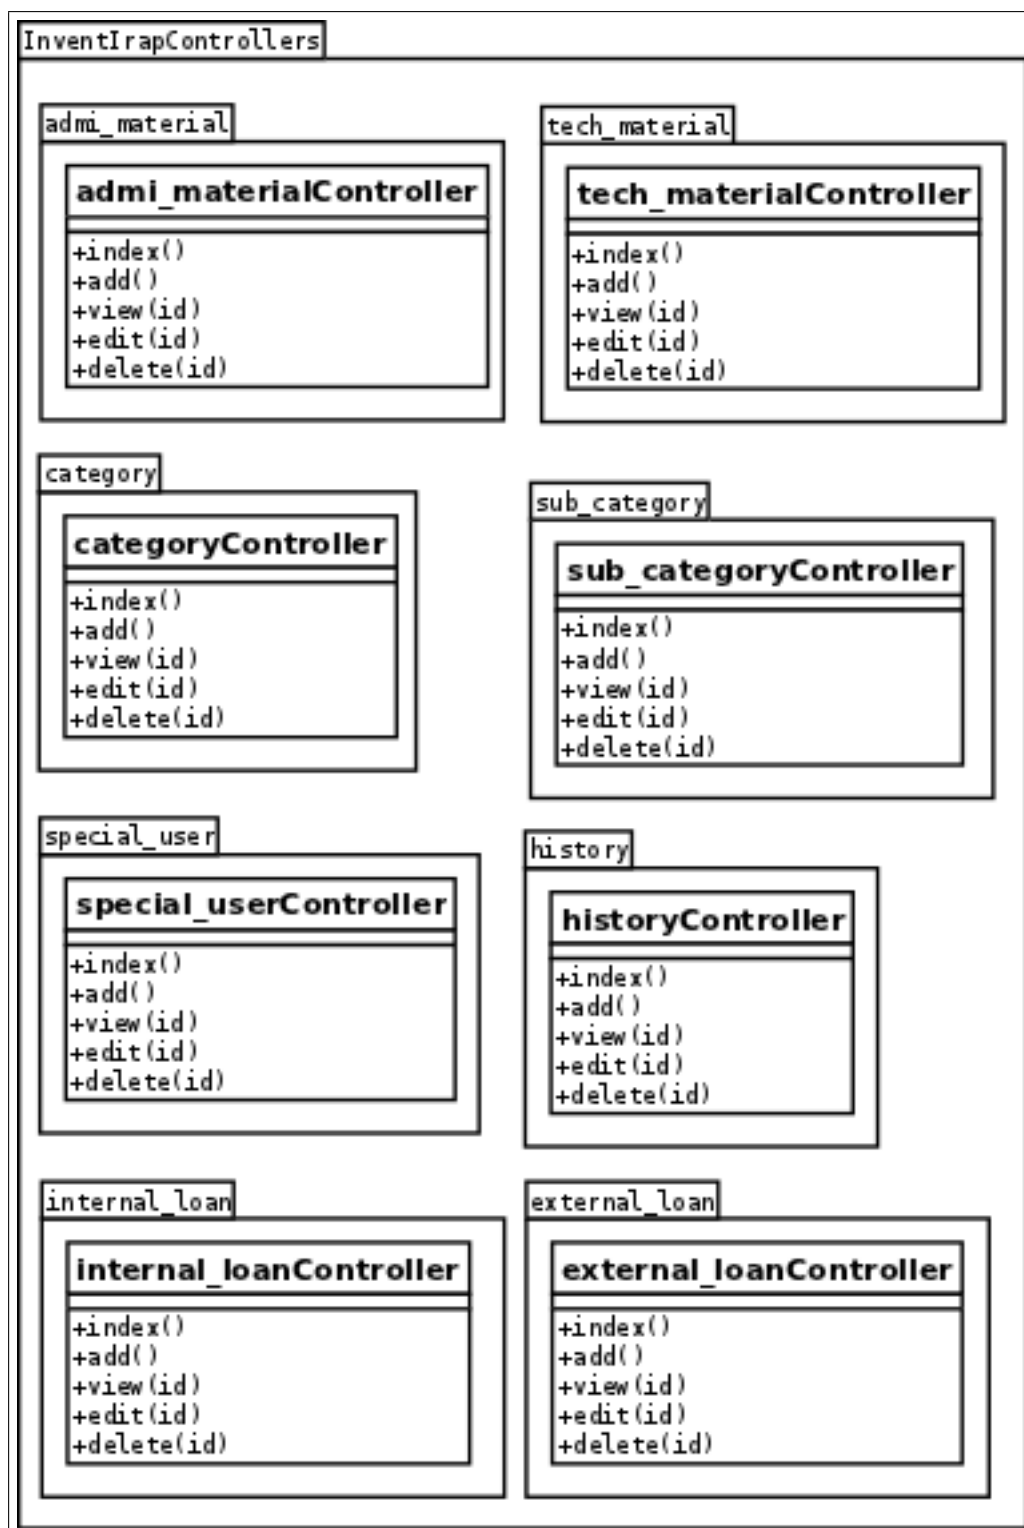 InventIrapControllers
admi_material
admi_materialController
+index()
+add()
+view(id)
+edit(id)
+delete(id)
tech_material
tech_materialController
+index()
+add()
+view(id)
+edit(id)
+delete(id)
category
categoryController
+index()
+add()
+view(id)
+edit(id)
+delete(id)
sub_category
sub_categoryController
+index()
+add()
+view(id)
+edit(id)
+delete(id)
special_user
special_userController
+index()
+add()
+view(id)
+edit(id)
+delete(id)
history
historyController
+index()
+add()
+view(id)
+edit(id)
+delete(id)
internal_loan
internal_loanController
+index()
+add()
+view(id)
+edit(id)
+delete(id)
external_loan
external_loanController
+index()
+add()
+view(id)
+edit(id)
+delete(id)